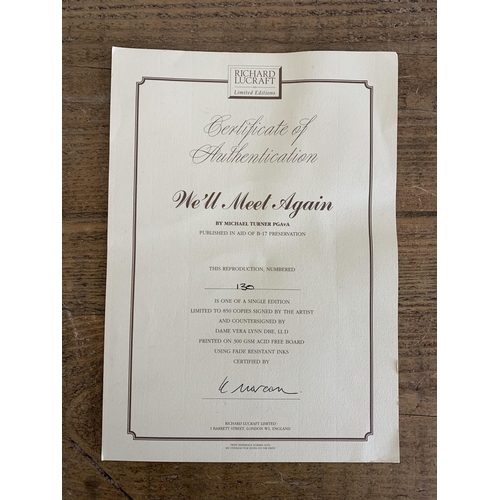 RICHARD
LUCRAFT
Limited Editions
Certificate of
Authentication
We'll Meet Again
BY MICHAEL TURNER PGAvA
PUBLISHED IN AID OF B-17 PRESERVATION
THIS REPRODUCTION, NUMBERED
130
IS ONE OF A SINGLE EDITION
LIMITED TO 850 COPIES SIGNED BY THE ARTIST
AND COUNTERSIGNED BY
DAME VERA LYNN DBE, LL.D
PRINTED ON 300 GSM ACID FREE BOARD
USING FADE RESISTANT INKS
CERTIFIED BY
RICHARD LUCRAFT LIMITED
2 BARRETT STREET, LONDON W1, ENGLAND